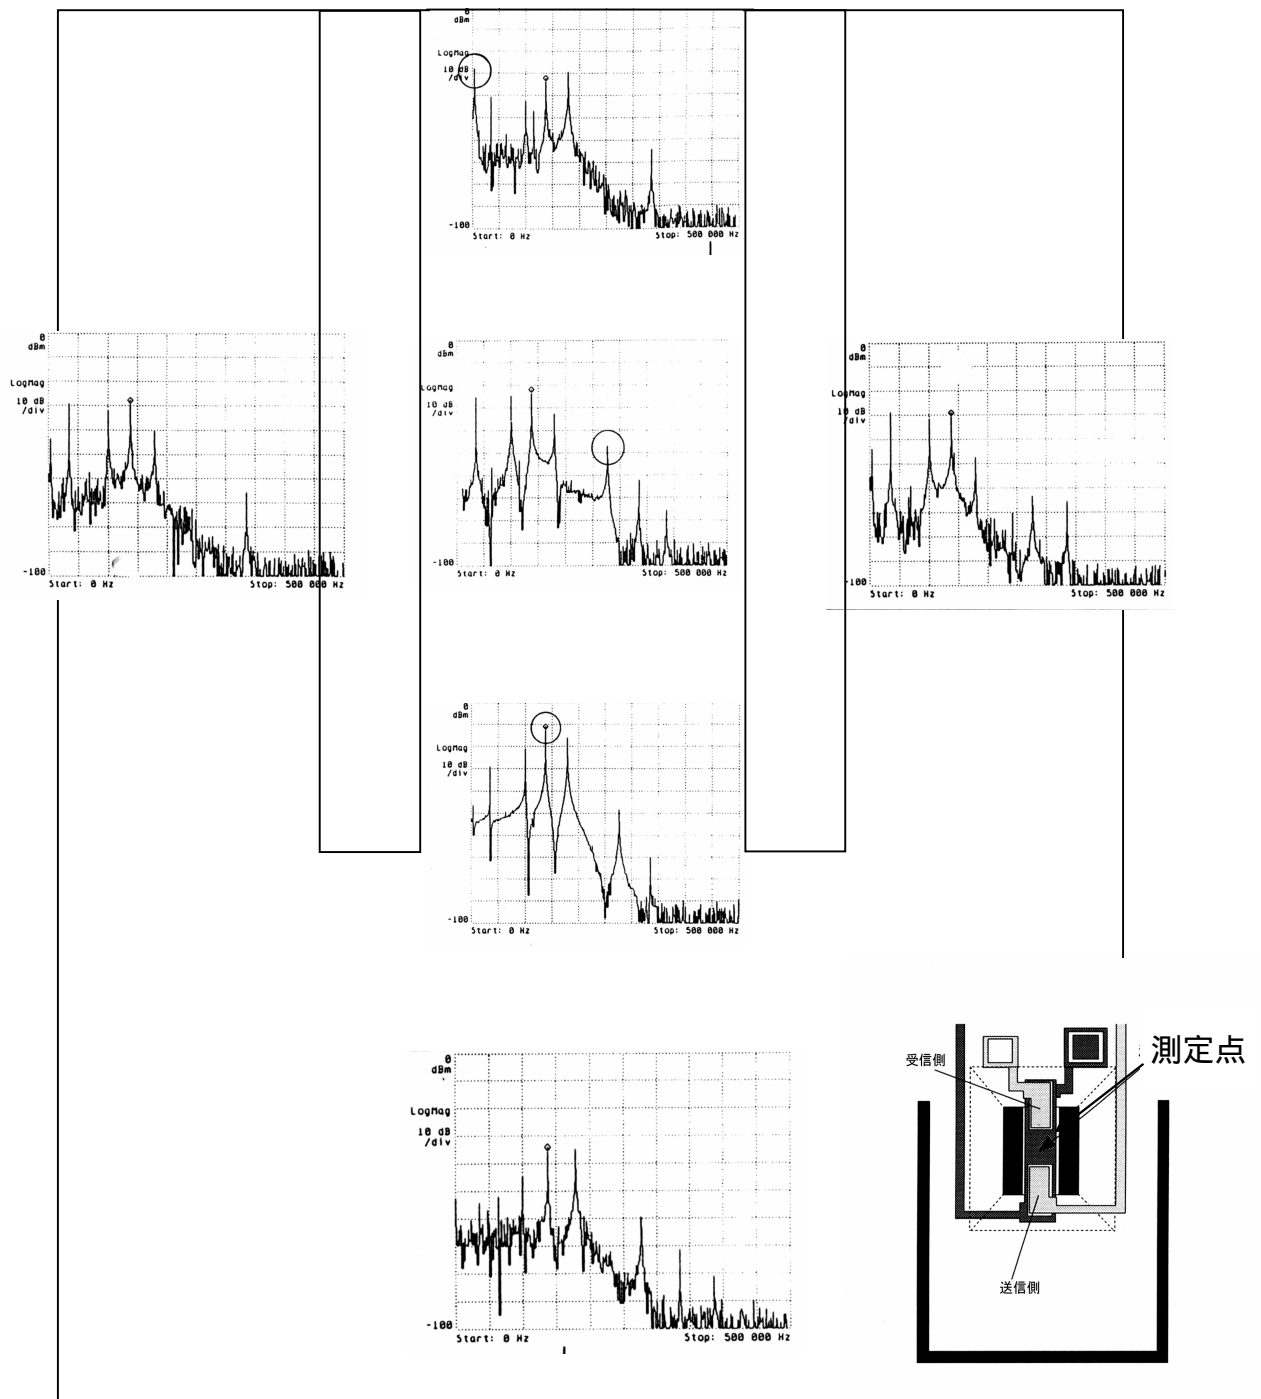 0
dBm
LogMag
10 dB
/div
-100
Start: 0 Hz
Stop: 500 000 Hz
0
dBm
LogMag
10 dB
/div
-100
Start: 0 Hz
Stop: 500 000 Hz
0
dBm
LogMag
10 dB
/div
-100
Start: 0 Hz
Stop: 500 000 Hz
0
dBm
LogMag
10 dB
/div
-100
Start: 0 Hz
Stop: 500 000 Hz
0
dBm
LogMag
10 dB
/div
-100
Start: 0 Hz
Stop: 500 000 Hz
0
dBm
LogMag
10 dB
/div
-100
Start: 0 Hz
Stop: 500 000 Hz
測定点
受信側
送信側